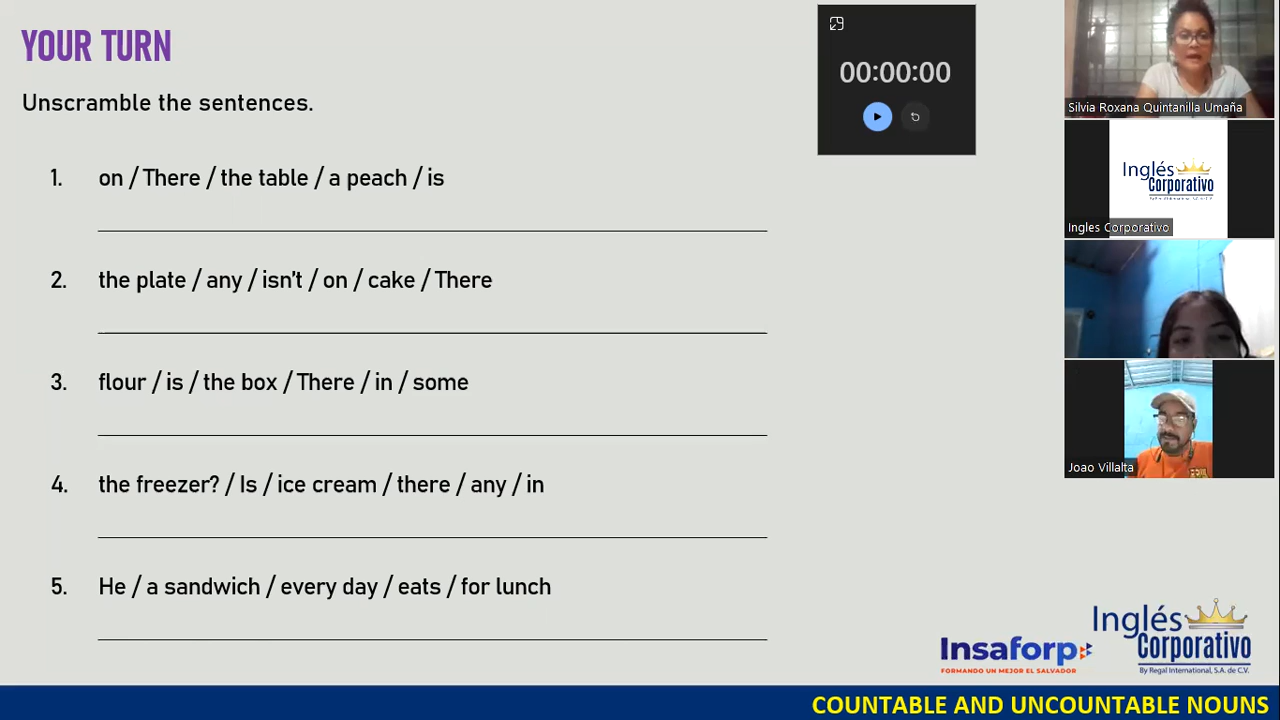 YOUR TURN
Unscramble the sentences.
1. on / There / the table / a peach / is
2. the plate / any / isn't / on / cake / There
3. flour / is / the box / There / in / some
4. the freezer? / Is / ice cream / there / any / in
5. He / a sandwich / every day / eats / for lunch
00:00:00
Silvia Roxana Quintanilla Umaña
Inglés
Corporativo
Ingles Corporativo
Joao Villalta
Insaforp
FORMANDO UN MEJOR EL SALVADOR
Inglés
Corporativo
By Regal International, S.A. de C.V.
COUNTABLE AND UNCOUNTABLE NOUNS